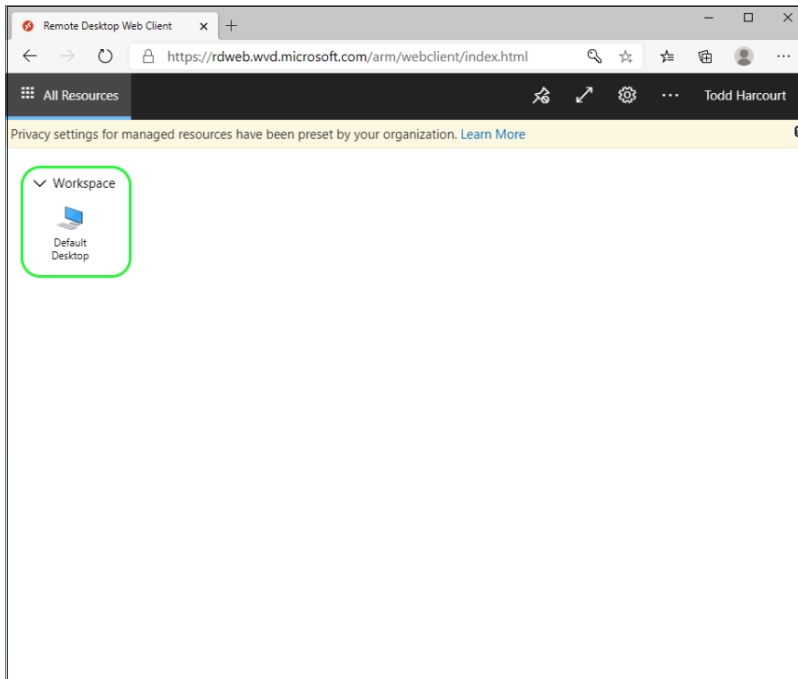 Remote Desktop Web Client
https://rdweb.wvd.microsoft.com/arm/webclient/index.html
All Resources
Todd Harcourt
Privacy settings for managed resources have been preset by your organization. Learn More
Workspace
Default
Desktop